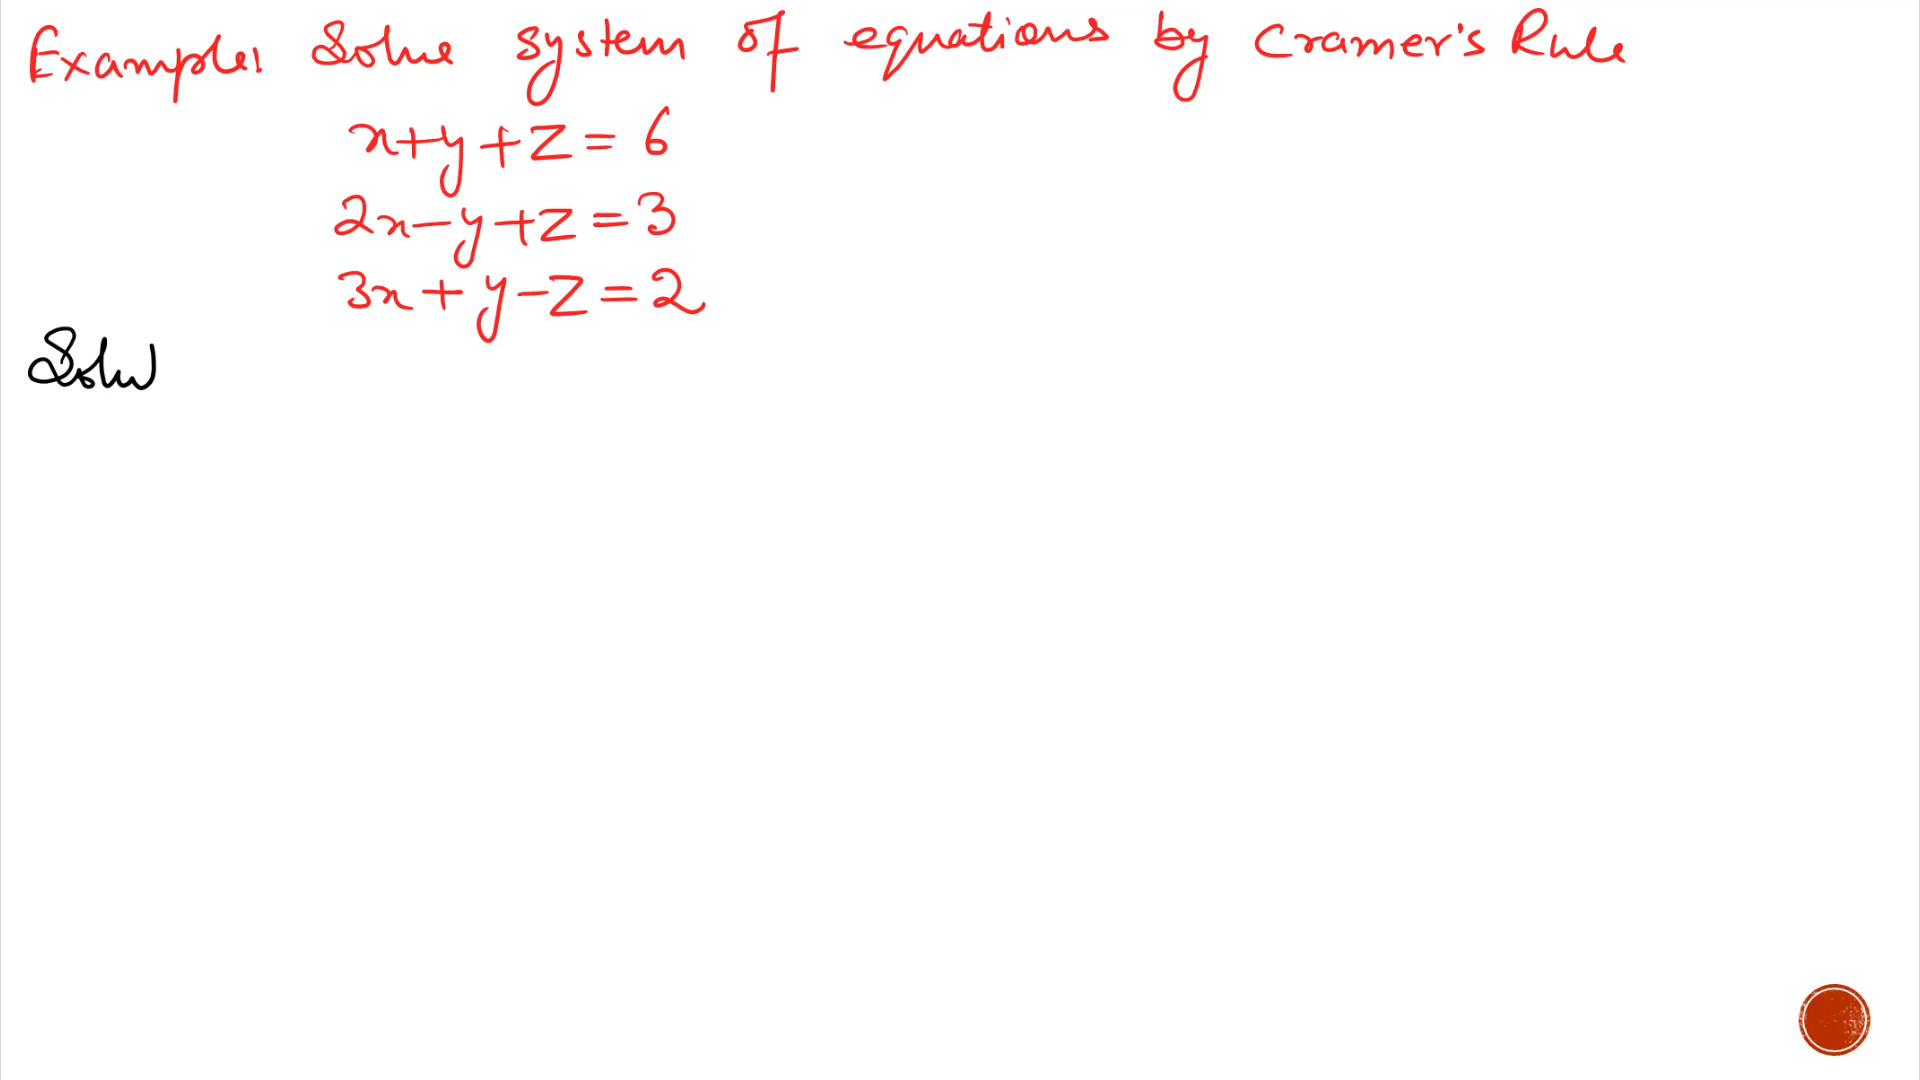 Example: Solve system of equations by Cramer's Rule
x+y+z=6
2x-y+z=3
3x+y-z=2
Soln